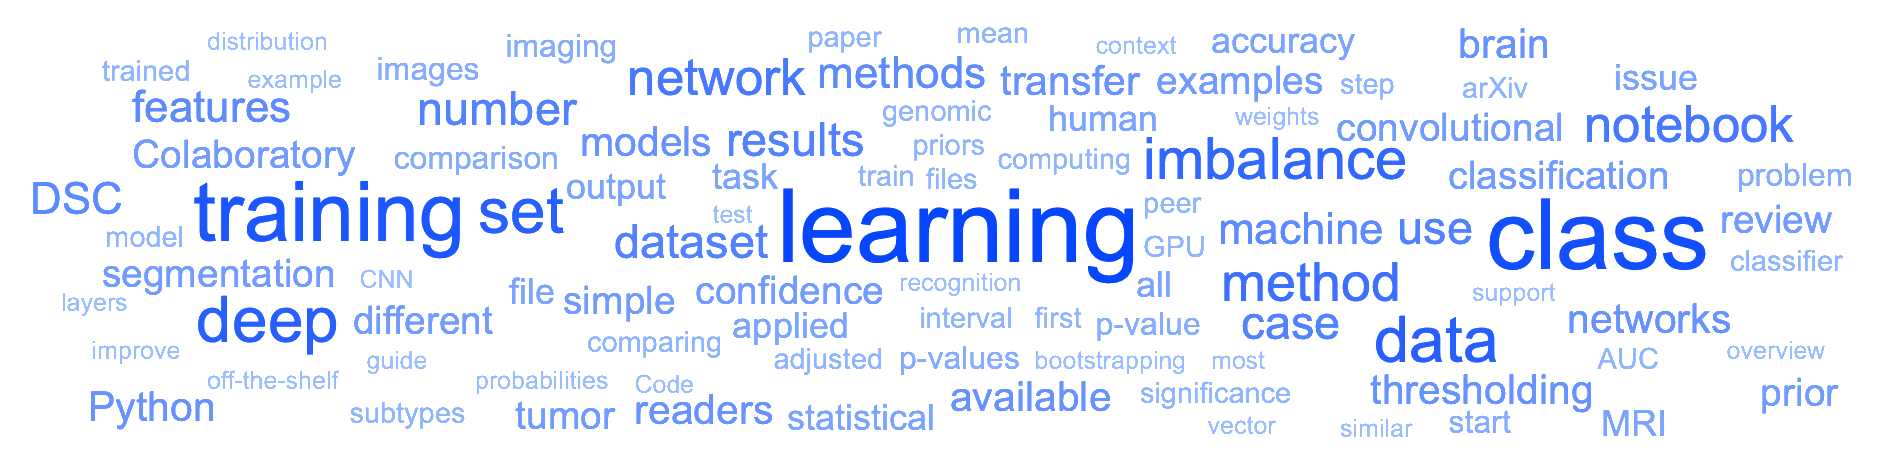 distribution imaging paper mean context accuracy brain
trained example images network methods transfer examples step arXiv issue
features number genomic human weights convolutional notebook
Colaboratory comparison models results priors computing imbalance classification problem
DSC training set output task train files learning peer machine use class review
model test dataset GPU classifier
segmentation CNN file simple confidence recognition all method support
layers deep different comparing applied interval first p-value case data networks
improve guide adjusted p-values bootstrapping most AUC overview
off-the-shelf probabilities Code available significance thresholding prior
Python subtypes tumor readers statistical vector similar start MRI